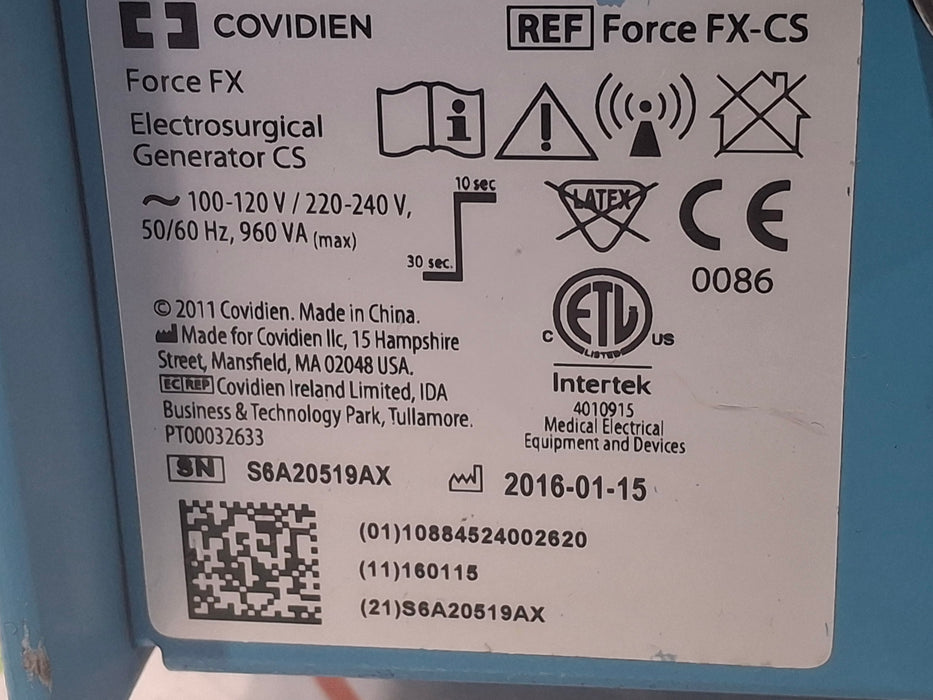 COVIDIEN
REF Force FX-CS
Force FX
Electrosurgical
Generator CS
~ 100-120 V / 220-240 V,
50/60 Hz, 960 VA (max)
10 sec
30 sec.
LATEX
CE
0086
© 2011 Covidien. Made in China.
Made for Covidien llc, 15 Hampshire
Street, Mansfield, MA 02048 USA.
EC REP Covidien Ireland Limited, IDA
Business & Technology Park, Tullamore.
PT00032633
ETL
C US
LISTED
Intertek
4010915
Medical Electrical
Equipment and Devices
SN S6A20519AX
2016-01-15
(01)10884524002620
(11)160115
(21)S6A20519AX